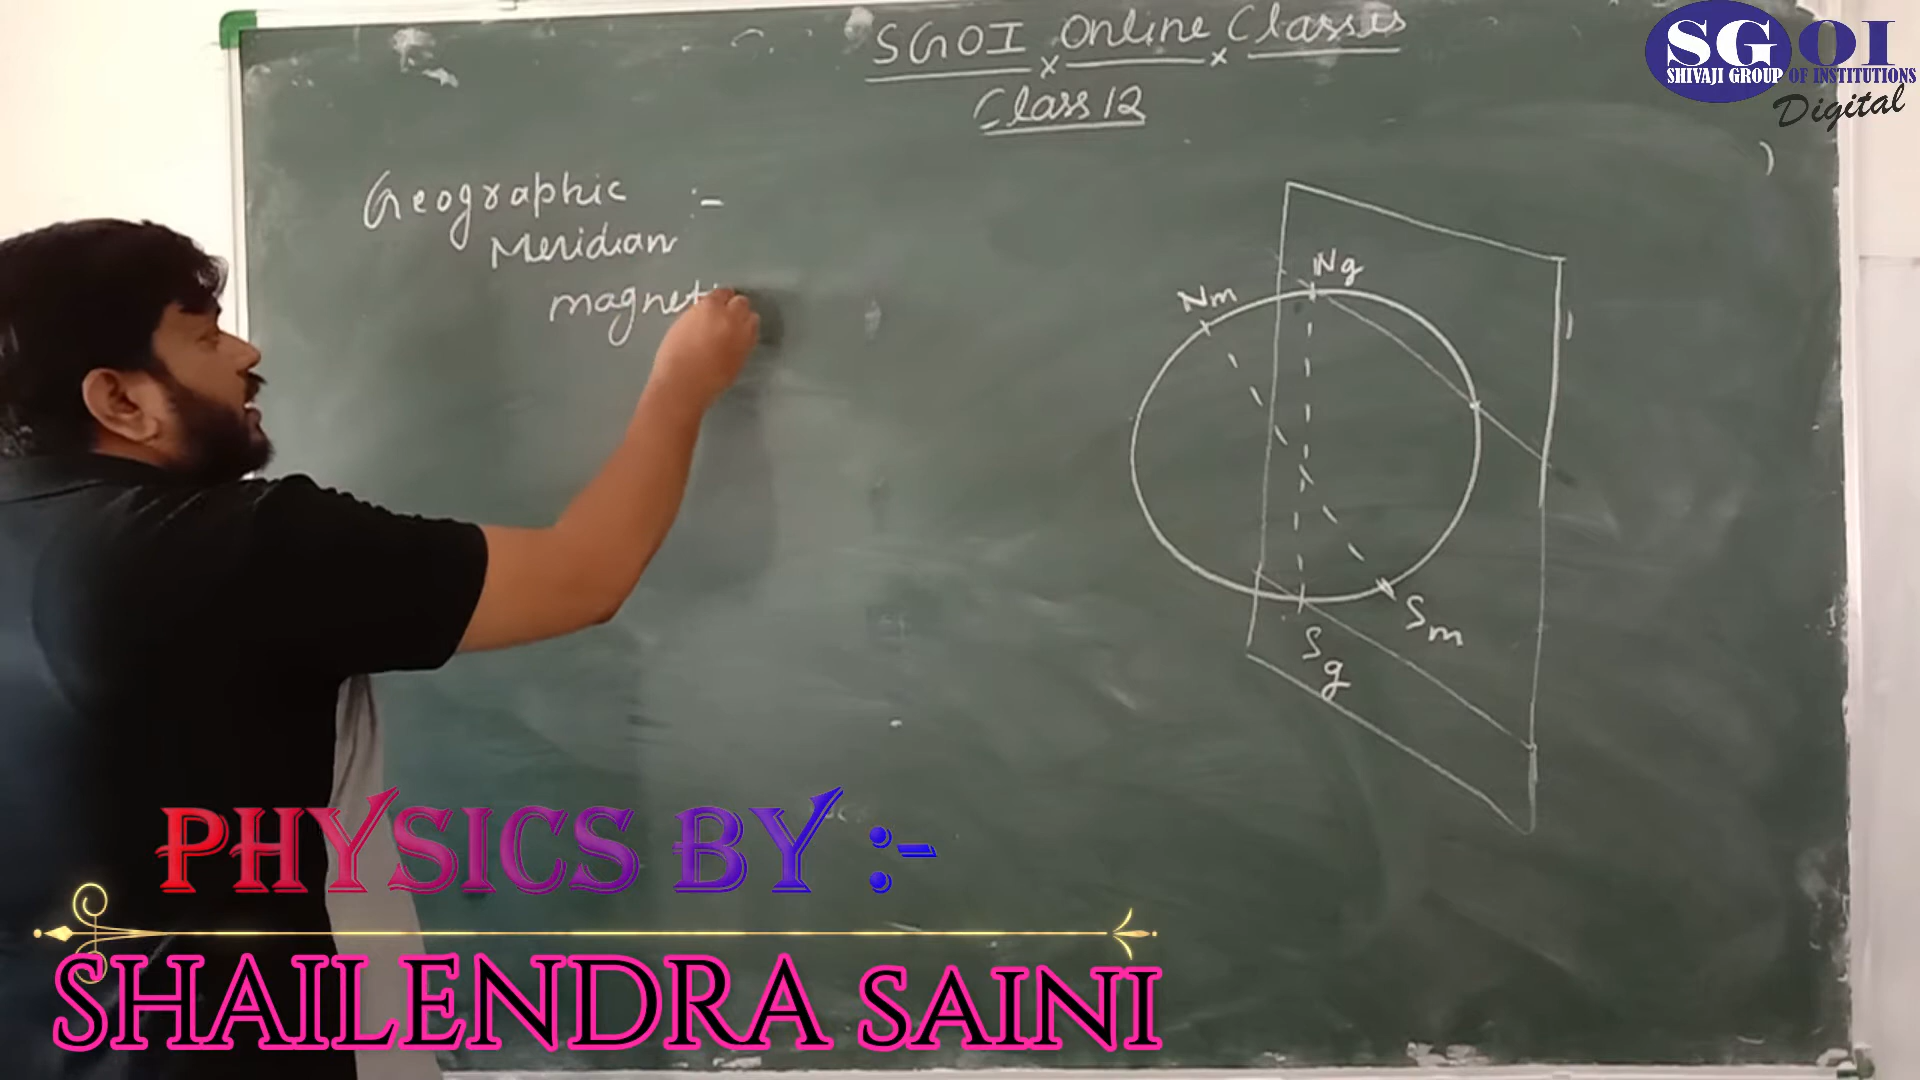 SGOI x Online x Classes
Class 12
SGOI
SHIVAJI GROUP OF INSTITUTIONS
Digital
Geographic :-
Meridian
magnet
Ng
Nm
Sm
Sg
PHYSICS BY :-
SHAILENDRA SAINI